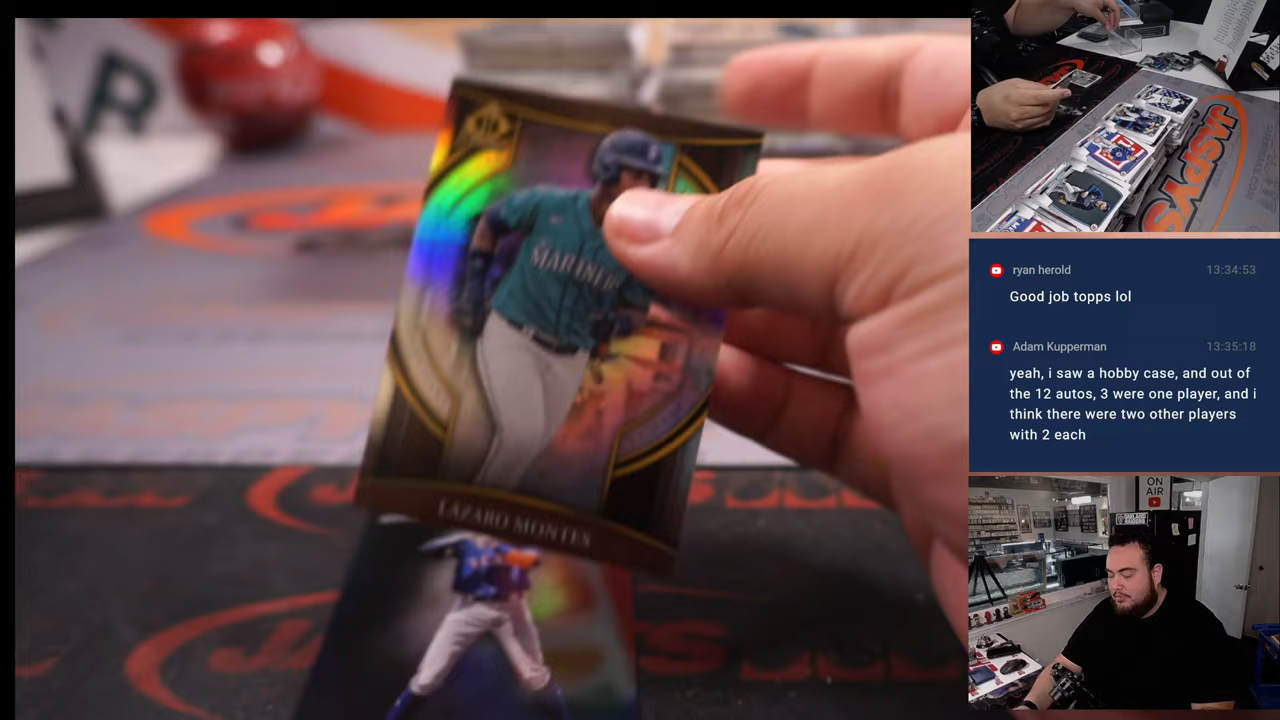 R
MARINERS
LÁZARO MONTES
JASPY'S
ryan herold 13:34:53
Good job topps lol
Adam Kupperman 13:35:18
yeah, i saw a hobby case, and out of
the 12 autos, 3 were one player, and i
think there were two other players
with 2 each
ON
AIR